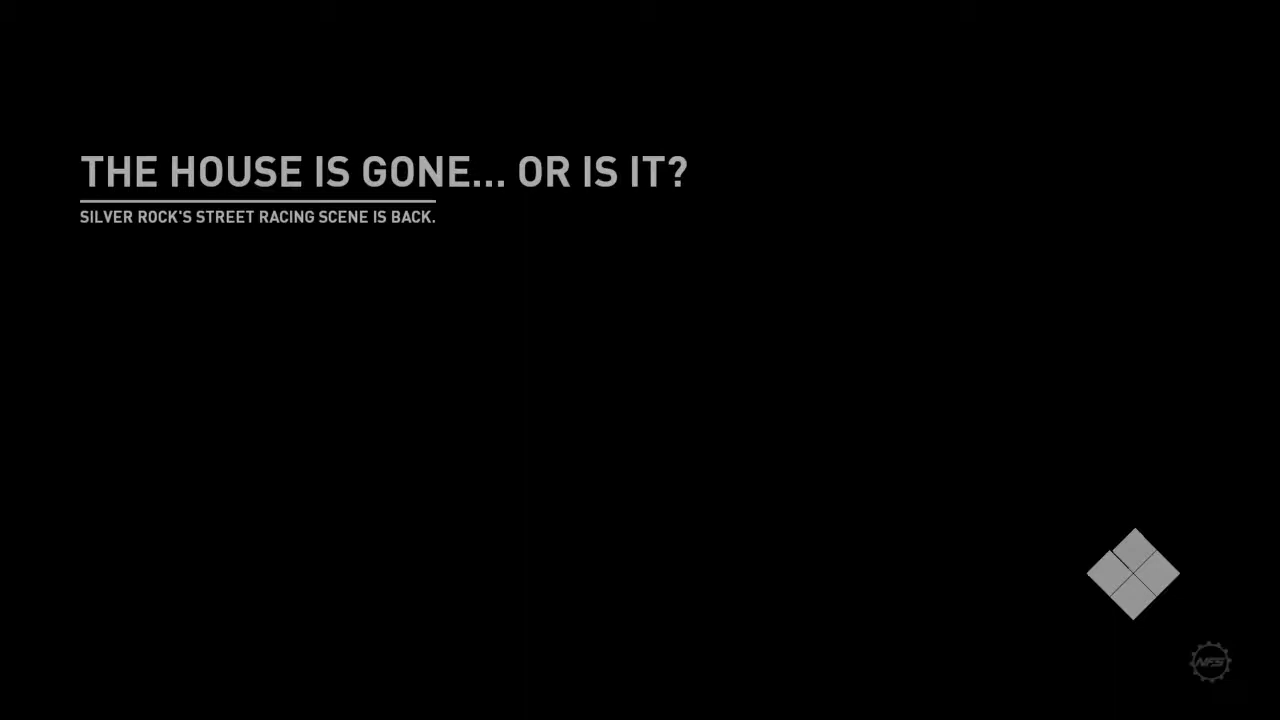 THE HOUSE IS GONE... OR IS IT?
SILVER ROCK'S STREET RACING SCENE IS BACK.
NFS